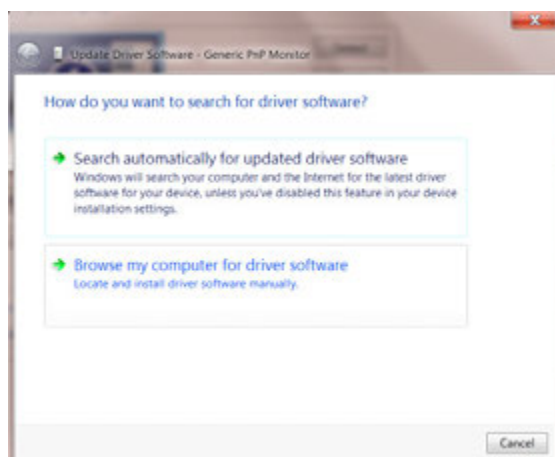 Update Driver Software - Generic PnP Monitor
How do you want to search for driver software?
Search automatically for updated driver software
Windows will search your computer and the Internet for the latest driver
software for your device, unless you've disabled this feature in your device
installation settings.
Browse my computer for driver software
Locate and install driver software manually.
Cancel